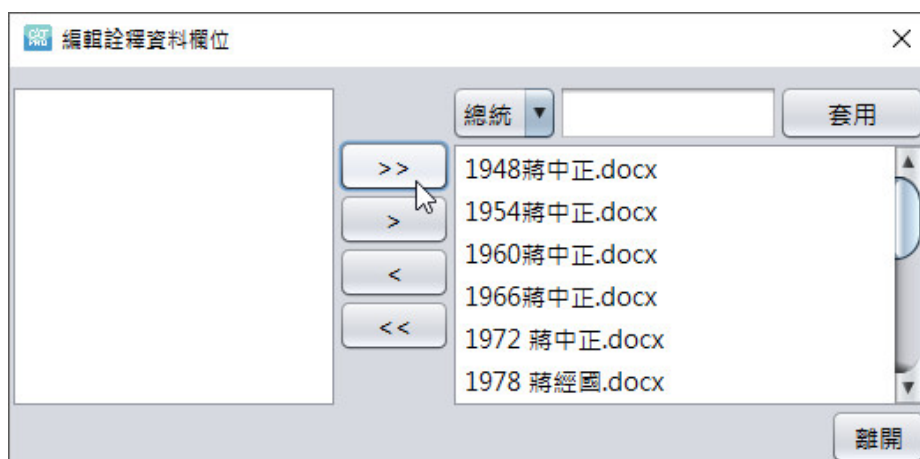 編輯詮釋資料欄位
總統
套用
>>
>
<
<<
1948蔣中正.docx
1954蔣中正.docx
1960蔣中正.docx
1966蔣中正.docx
1972 蔣中正.docx
1978 蔣經國.docx
離開